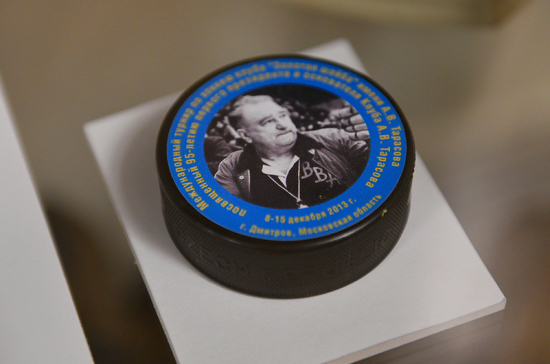 Международный турнир по хоккею клуба "Золотая шайба" имени А.В. Тарасова
Посвященный 95-летию первого президента и основателя Клуба А.В. Тарасова
8-15 декабря 2013 г.
г. Дмитров, Московская область